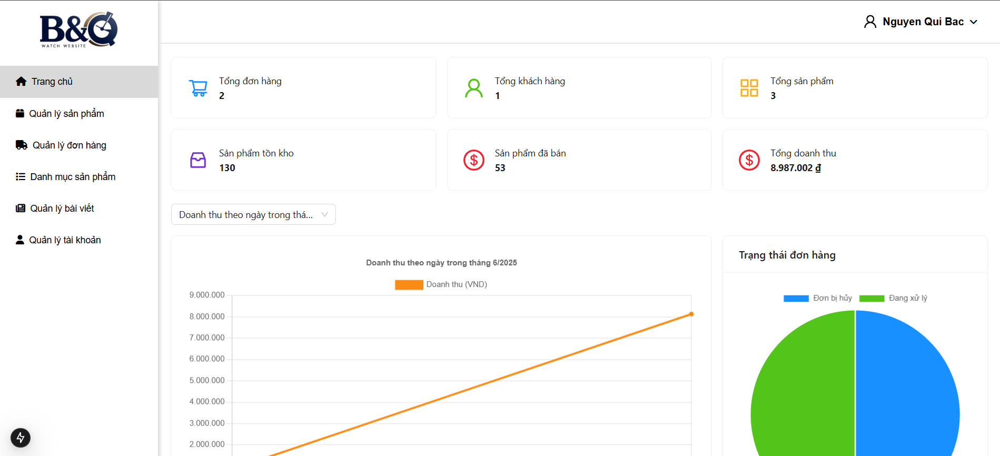 B&G
WATCH WEBSITE
Nguyen Qui Bac
Trang chủ
Quản lý sản phẩm
Quản lý đơn hàng
Danh mục sản phẩm
Quản lý bài viết
Quản lý tài khoản
Tổng đơn hàng
2
Tổng khách hàng
1
Tổng sản phẩm
3
Sản phẩm tồn kho
130
Sản phẩm đã bán
53
Tổng doanh thu
8.987.002 ₫
Doanh thu theo ngày trong thá...
Doanh thu theo ngày trong tháng 6/2025
Doanh thu (VND)
9.000.000
8.000.000
7.000.000
6.000.000
5.000.000
4.000.000
3.000.000
2.000.000
Trạng thái đơn hàng
Đơn bị hủy
Đang xử lý